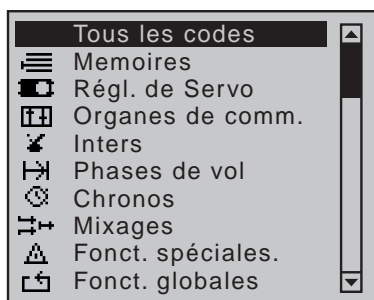 Tous les codes
Memoires
Régl. de Servo
Organes de comm.
Inters
Phases de vol
Chronos
Mixages
Fonct. spéciales.
Fonct. globales